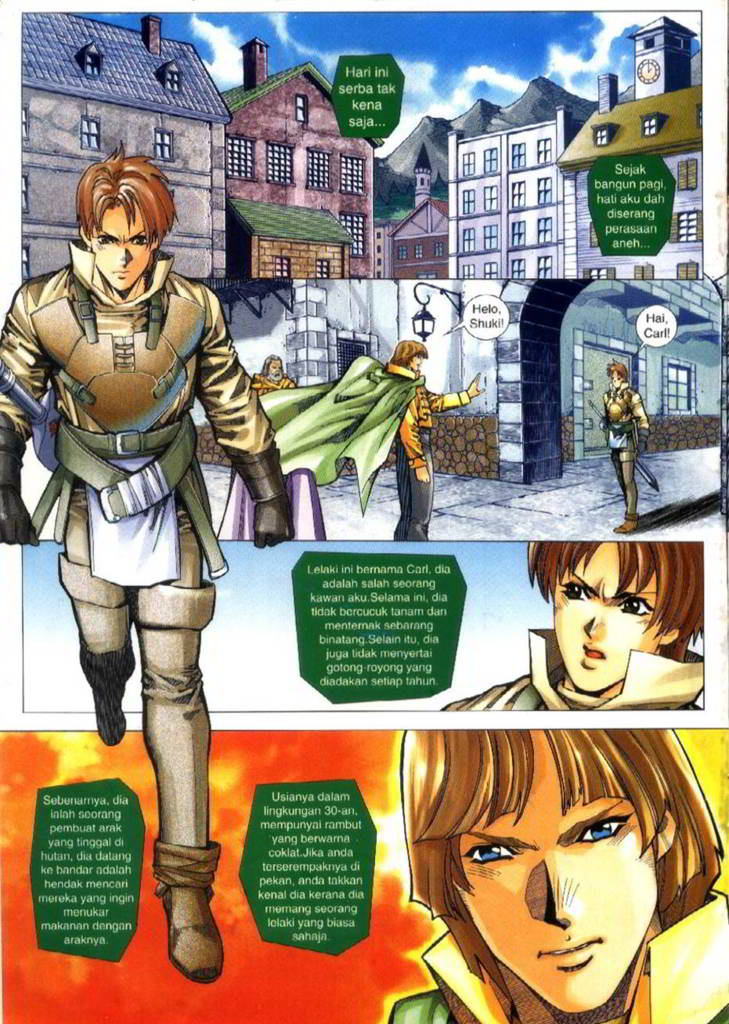 Hari ini
serba tak
kena
saja...
Sejak
bangun pagi,
hati aku dah
diserang
perasaan
aneh...
Helo,
Shuki!
Hai,
Carl!
Lelaki ini bernama Carl, dia
adalah salah seorang
kawan aku.Selama ini, dia
tidak bercucuk tanam dan
menternak sebarang
binatang.Selain itu, dia
juga tidak menyertai
gotong-royong yang
diadakan setiap tahun.
Sebenarnya, dia
ialah seorang
pembuat arak
yang tinggal di
hutan, dia datang
ke bandar adalah
hendak mencari
mereka yang ingin
menukar
makanan dengan
araknya.
Usianya dalam
lingkungan 30-an,
mempunyai rambut
yang berwarna
coklat.Jika anda
terserempaknya di
pekan, anda takkan
kenal dia kerana dia
memang seorang
lelaki yang biasa
sahaja.